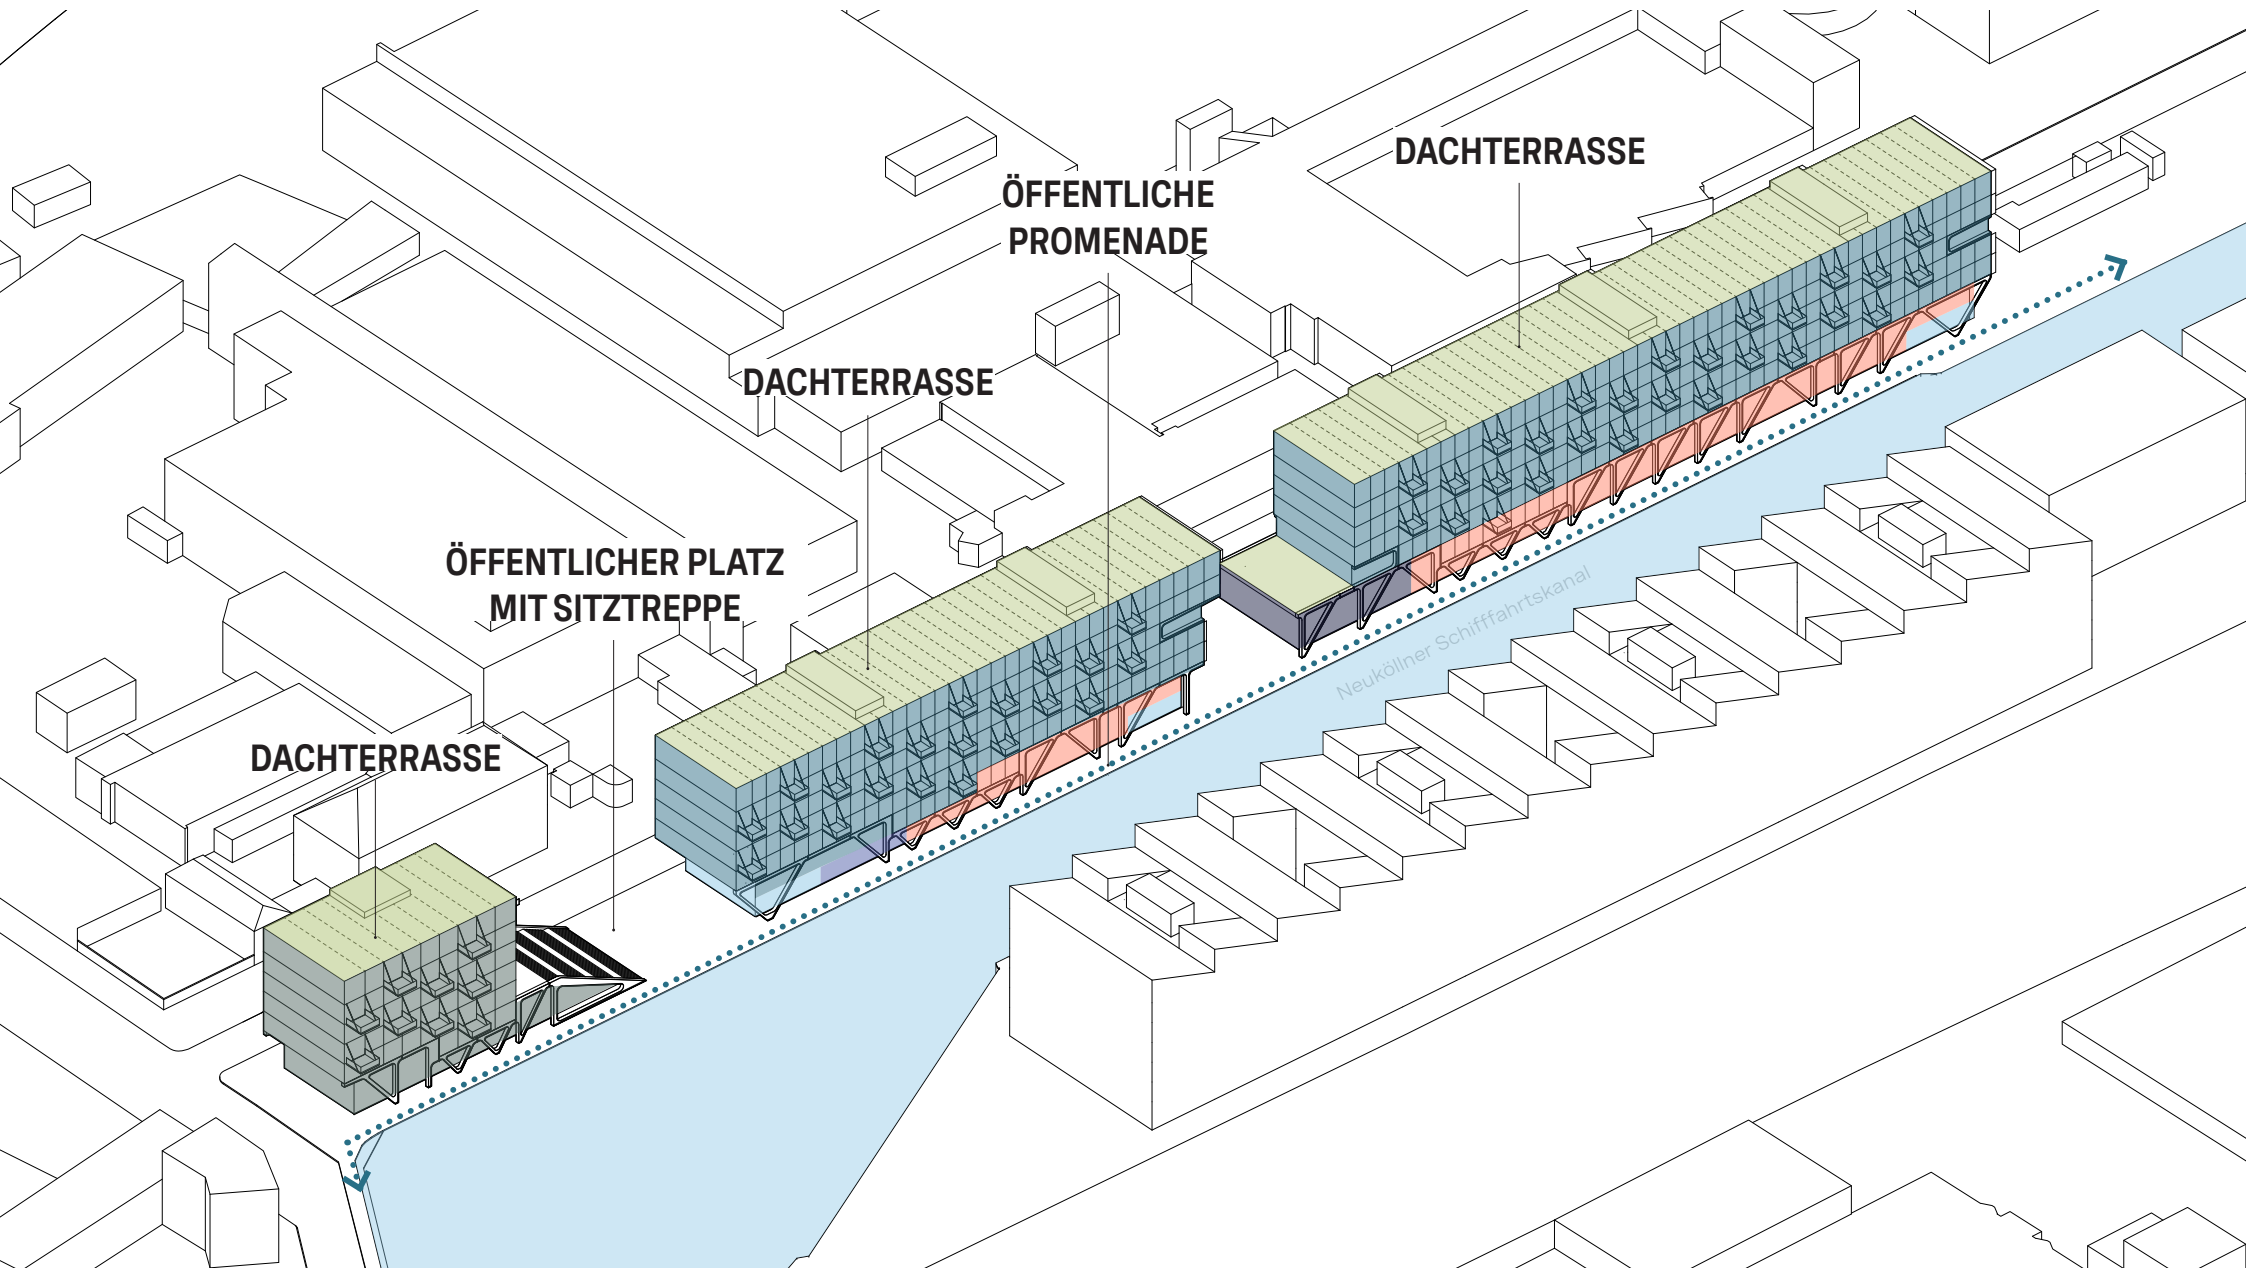 DACHTERRASSE
ÖFFENTLICHE
PROMENADE
DACHTERRASSE
ÖFFENTLICHER PLATZ
MIT SITZTREPPE
DACHTERRASSE
Neuköllner Schifffahrtskanal